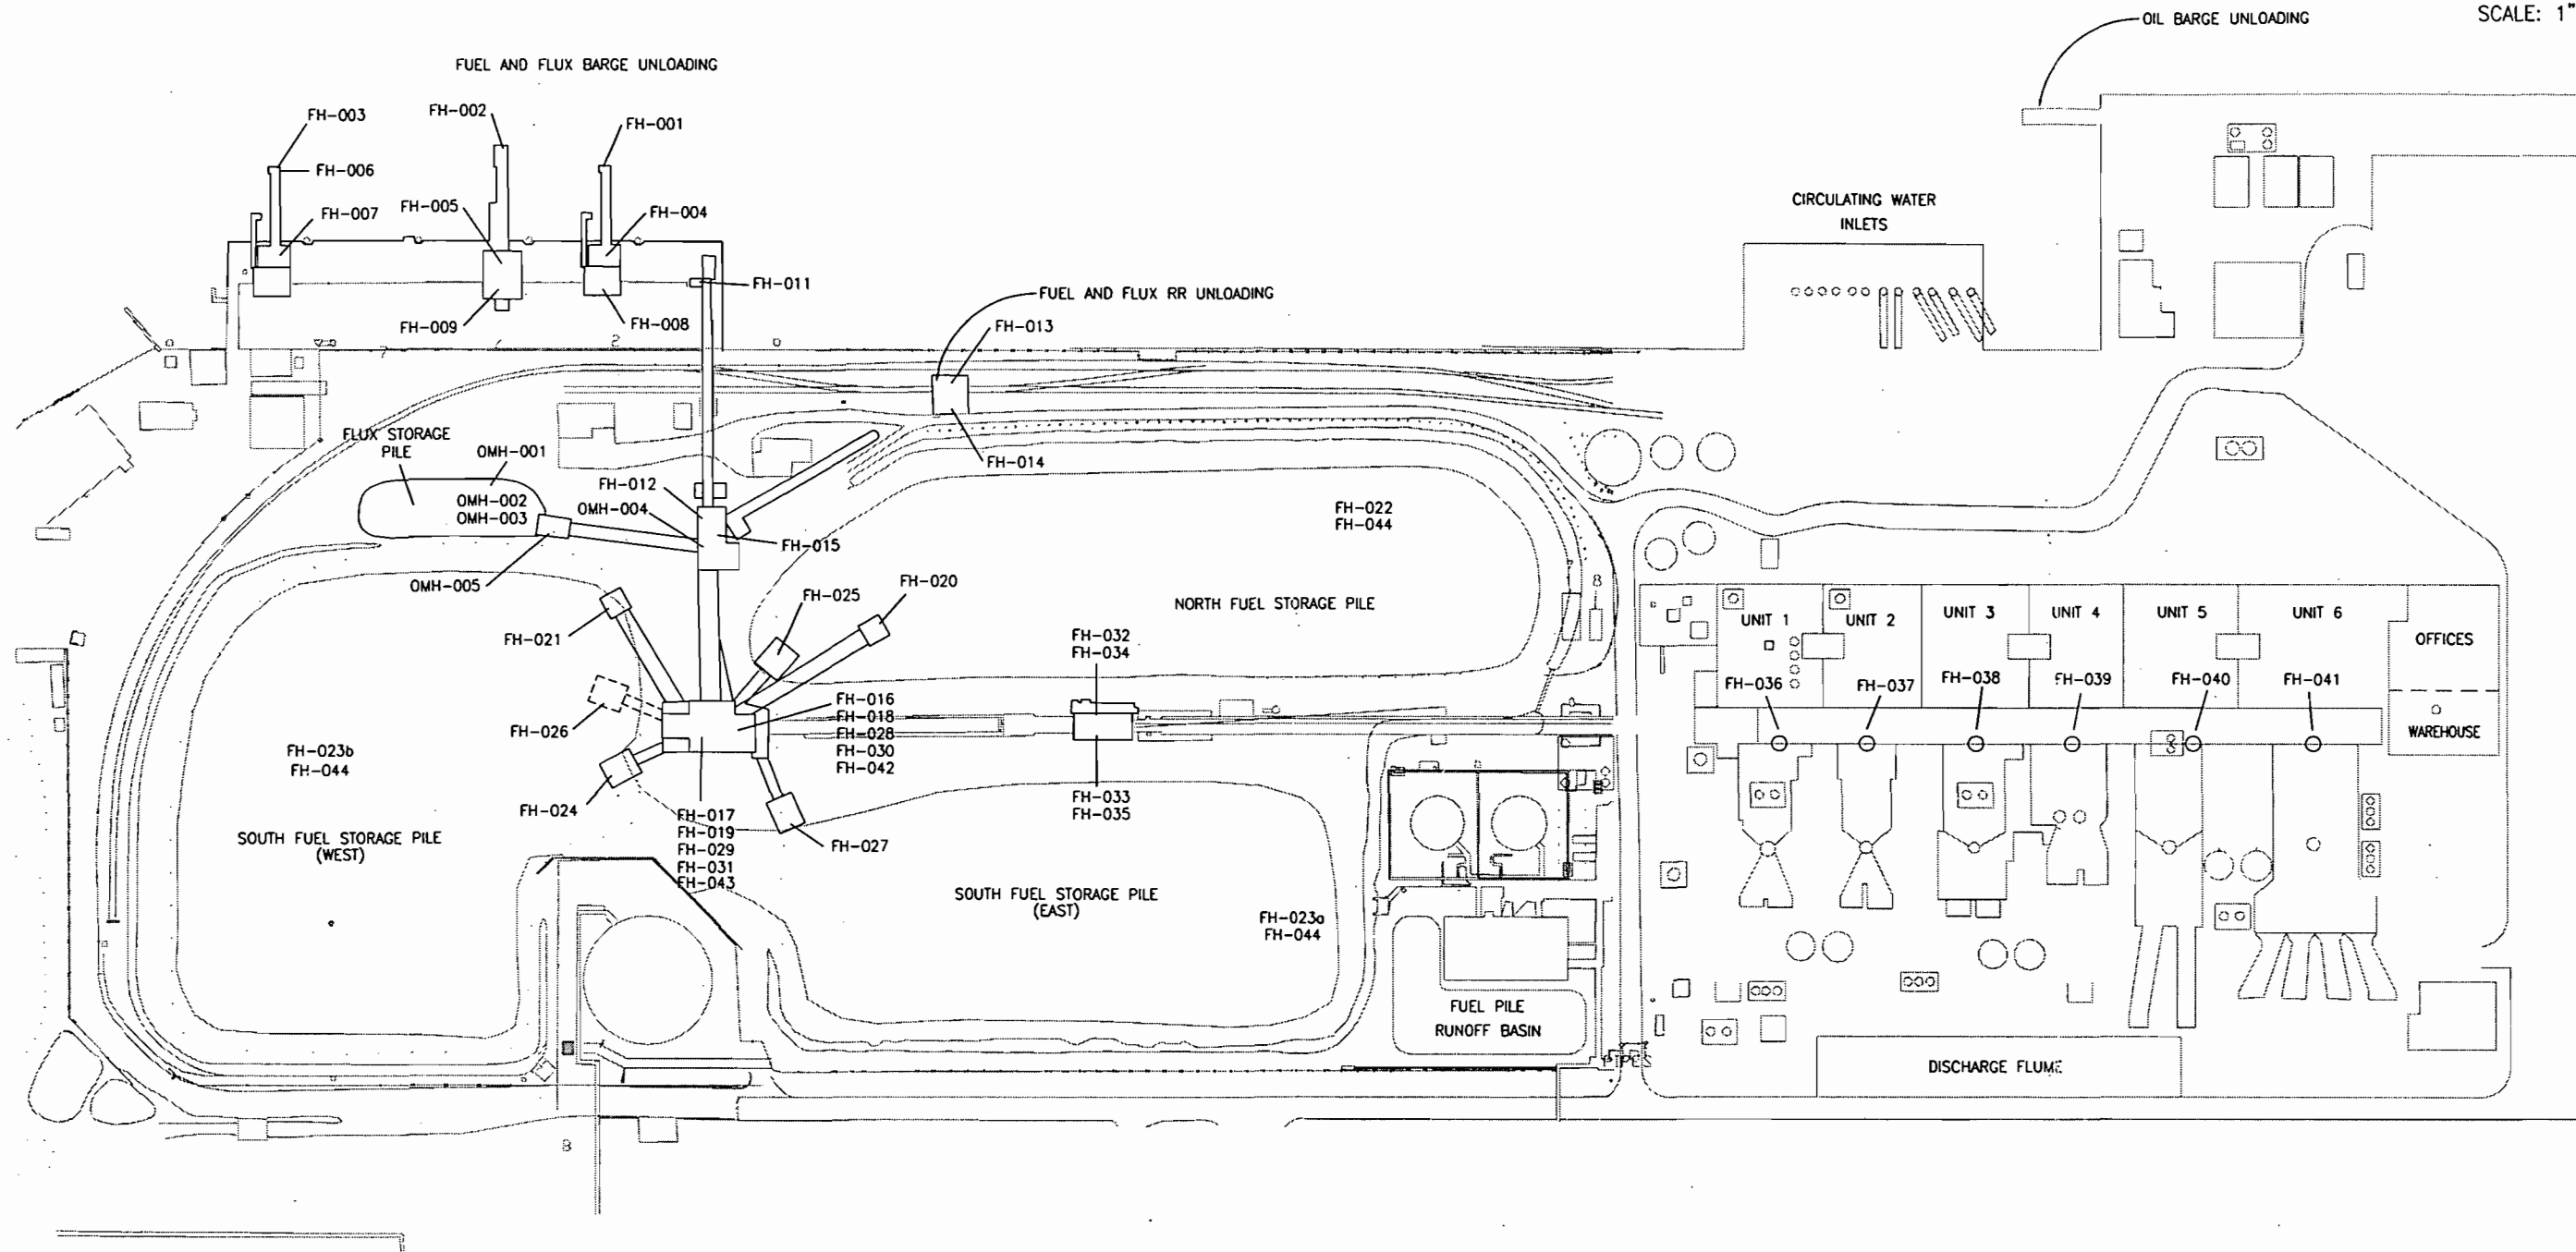 OIL BARGE UNLOADING
SCALE: 1"
FUEL AND FLUX BARGE UNLOADING
FH-003
FH-002
FH-001
FH-006
FH-007
FH-005
FH-004
CIRCULATING WATER
INLETS
FH-011
FUEL AND FLUX RR UNLOADING
FH-009
FH-008
FH-013
FLUX STORAGE
PILE
OMH-001
FH-014
FH-012
OMH-002
OMH-003
OMH-004
FH-022
FH-044
FH-015
OMH-005
FH-020
FH-025
NORTH FUEL STORAGE PILE
FH-021
FH-032
FH-034
UNIT 1
UNIT 2
UNIT 3
UNIT 4
UNIT 5
UNIT 6
OFFICES
FH-036
FH-037
FH-038
FH-039
FH-040
FH-041
FH-016
FH-018
FH-028
FH-030
FH-042
FH-026
WAREHOUSE
FH-023b
FH-044
FH-024
FH-033
FH-035
FH-017
FH-019
FH-029
FH-031
FH-043
FH-027
SOUTH FUEL STORAGE PILE
(WEST)
SOUTH FUEL STORAGE PILE
(EAST)
FH-023a
FH-044
FUEL PILE
RUNOFF BASIN
DISCHARGE FLUME